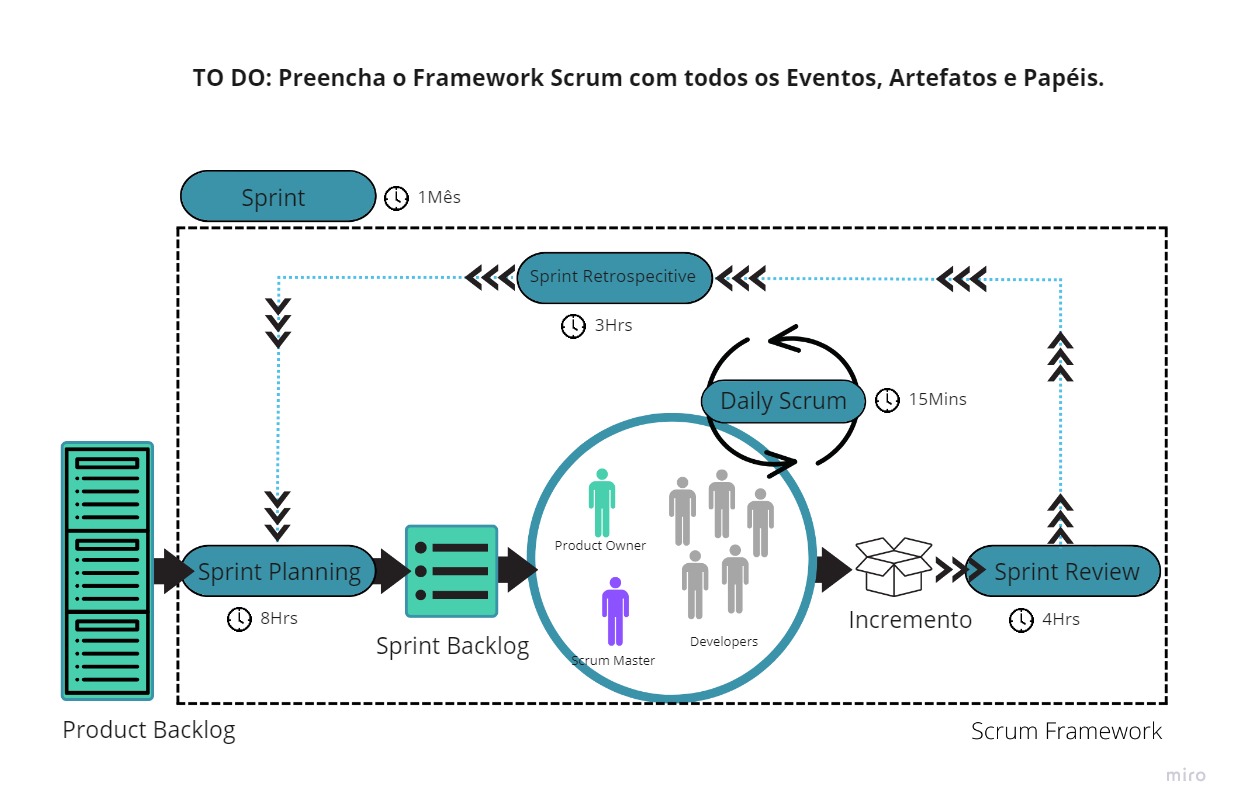 TO DO: Preencha o Framework Scrum com todos os Eventos, Artefatos e Papéis.
Sprint
1Mês
Sprint Retrospecitive
3Hrs
Daily Scrum
15Mins
Product Owner
Sprint Planning
Sprint Review
8Hrs
Incremento
4Hrs
Sprint Backlog
Developers
Scrum Master
Product Backlog
Scrum Framework
miro